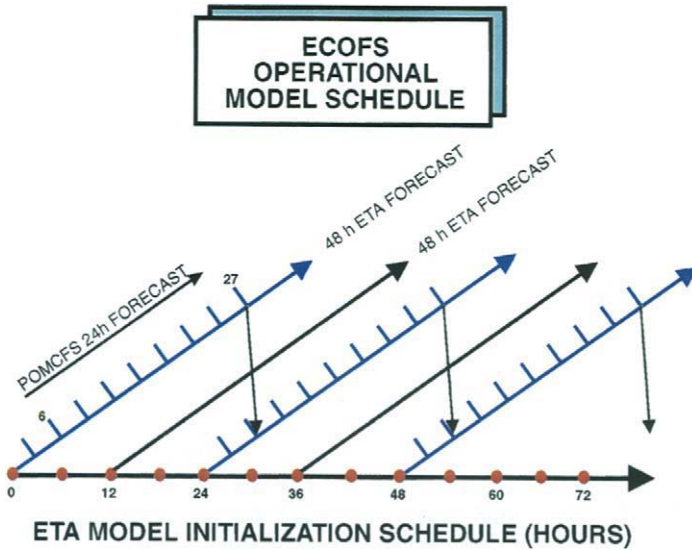 ECOFS
OPERATIONAL
MODEL SCHEDULE
48 h ETA FORECAST
48 h ETA FORECAST
POMCFS 24h FORECAST
27
6
0 12 24 36 48 60 72
ETA MODEL INITIALIZATION SCHEDULE (HOURS)